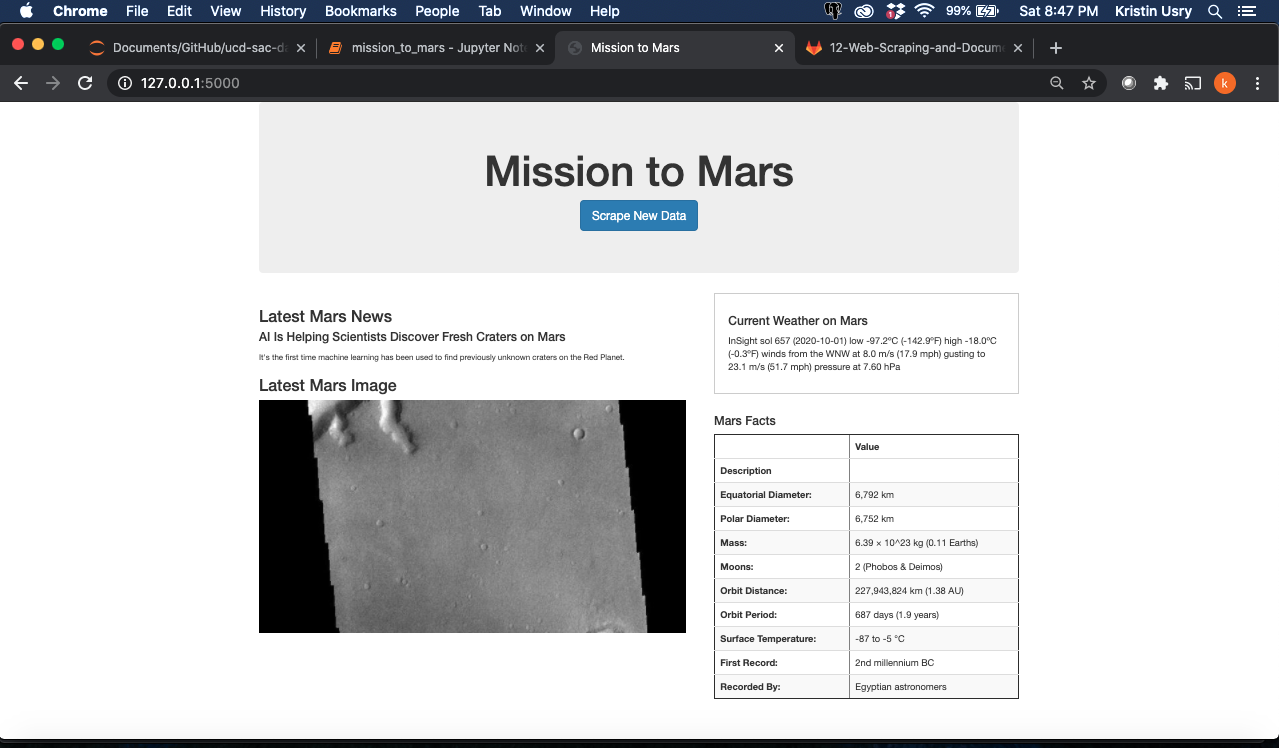 Chrome File Edit View History Bookmarks People Tab Window Help 1 99% Sat 8:47 PM Kristin Usry
Documents/GitHub/ucd-sac-da mission_to_mars - Jupyter Note Mission to Mars 12-Web-Scraping-and-Docume
127.0.0.1:5000 k
Mission to Mars
Scrape New Data
Latest Mars News
AI Is Helping Scientists Discover Fresh Craters on Mars
It's the first time machine learning has been used to find previously unknown craters on the Red Planet.
Latest Mars Image
Current Weather on Mars
InSight sol 657 (2020-10-01) low -97.2ºC (-142.9ºF) high -18.0ºC
(-0.3ºF) winds from the WNW at 8.0 m/s (17.9 mph) gusting to
23.1 m/s (51.7 mph) pressure at 7.60 hPa
Mars Facts
Value
Description
Equatorial Diameter: 6,792 km
Polar Diameter: 6,752 km
Mass: 6.39 × 10^23 kg (0.11 Earths)
Moons: 2 (Phobos & Deimos)
Orbit Distance: 227,943,824 km (1.38 AU)
Orbit Period: 687 days (1.9 years)
Surface Temperature: -87 to -5 °C
First Record: 2nd millennium BC
Recorded By: Egyptian astronomers